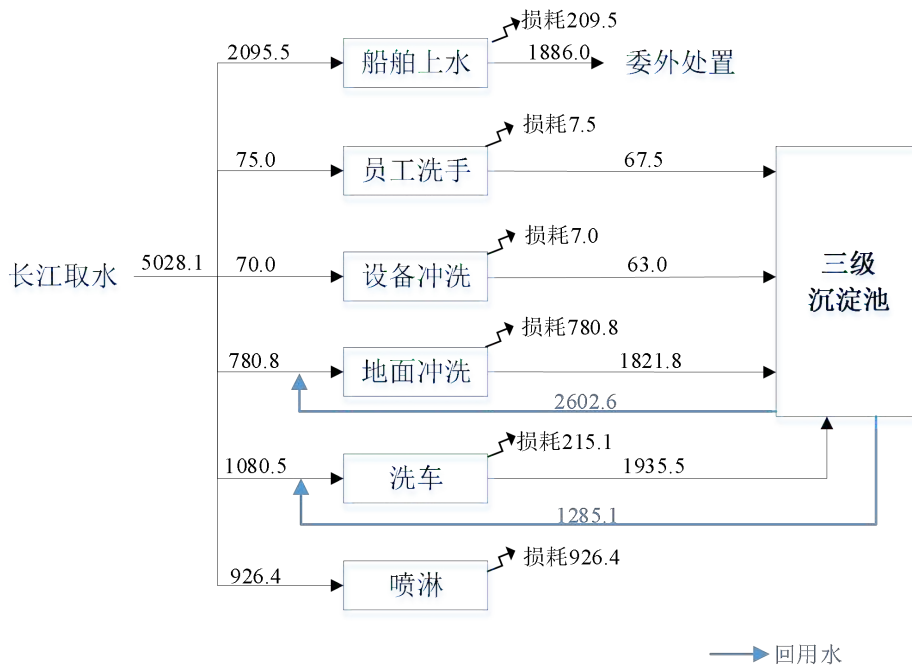 损耗209.5
2095.5
船舶上水
1886.0
委外处置
损耗7.5
75.0
员工洗手
67.5
损耗7.0
长江取水
5028.1
70.0
设备冲洗
63.0
三级
沉淀池
损耗780.8
780.8
地面冲洗
1821.8
2602.6
损耗215.1
1080.5
洗车
1935.5
1285.1
损耗926.4
926.4
喷淋
回用水